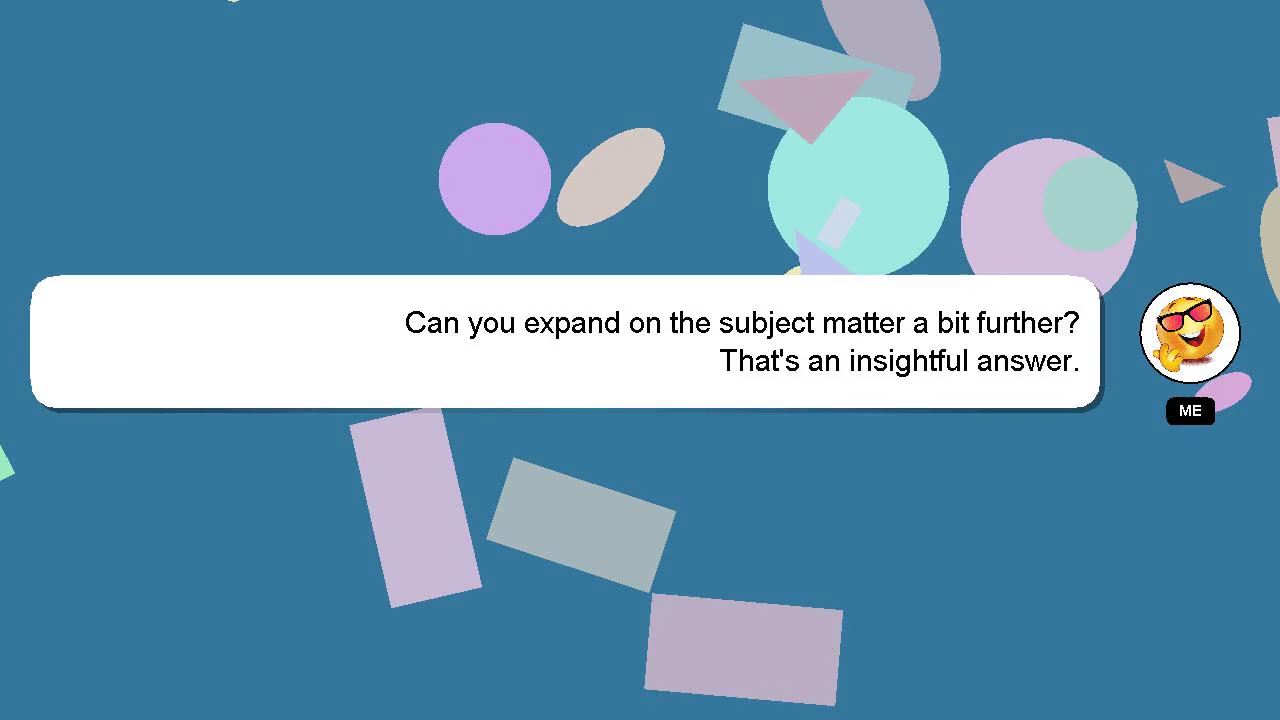 Can you expand on the subject matter a bit further?
That's an insightful answer.
ME